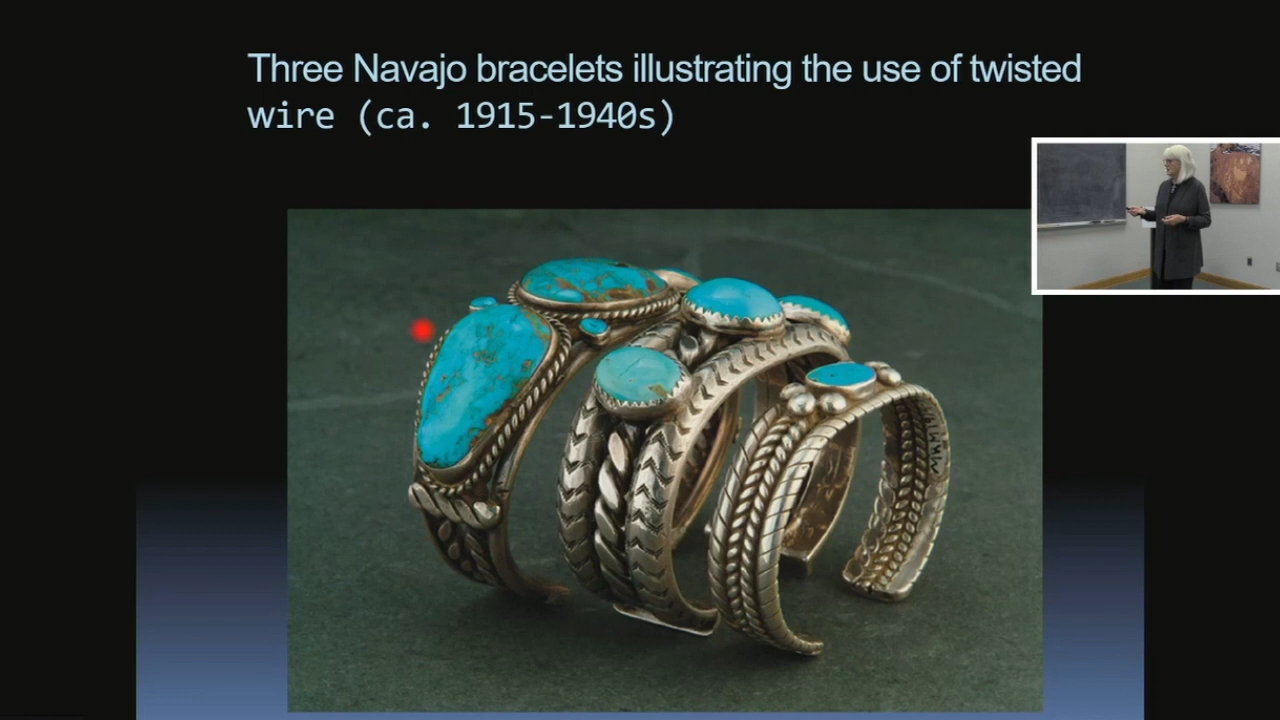 Three Navajo bracelets illustrating the use of twisted
wire (ca. 1915-1940s)